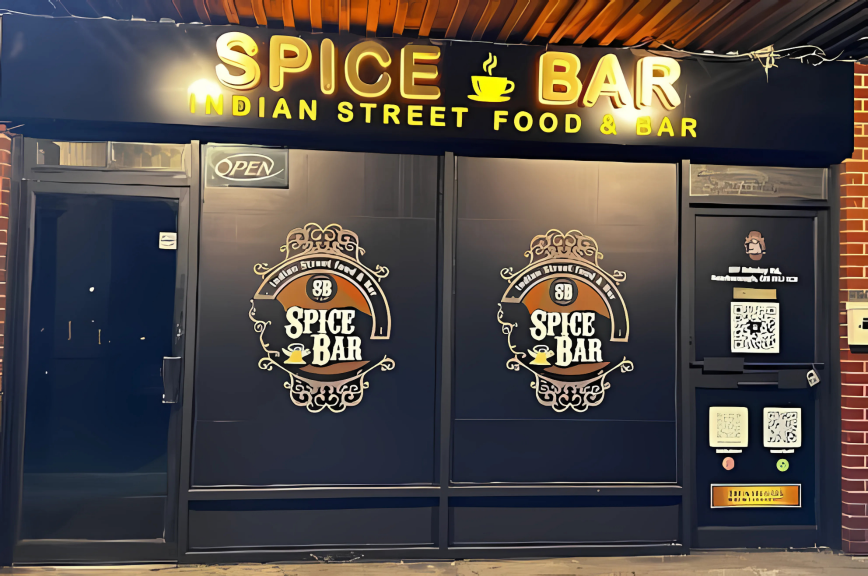 SPICE BAR
INDIAN STREET FOOD & BAR
OPEN
Indian Street Food & Bar
SB
SPICE
BAR
Indian Street Food & Bar
SB
SPICE
BAR